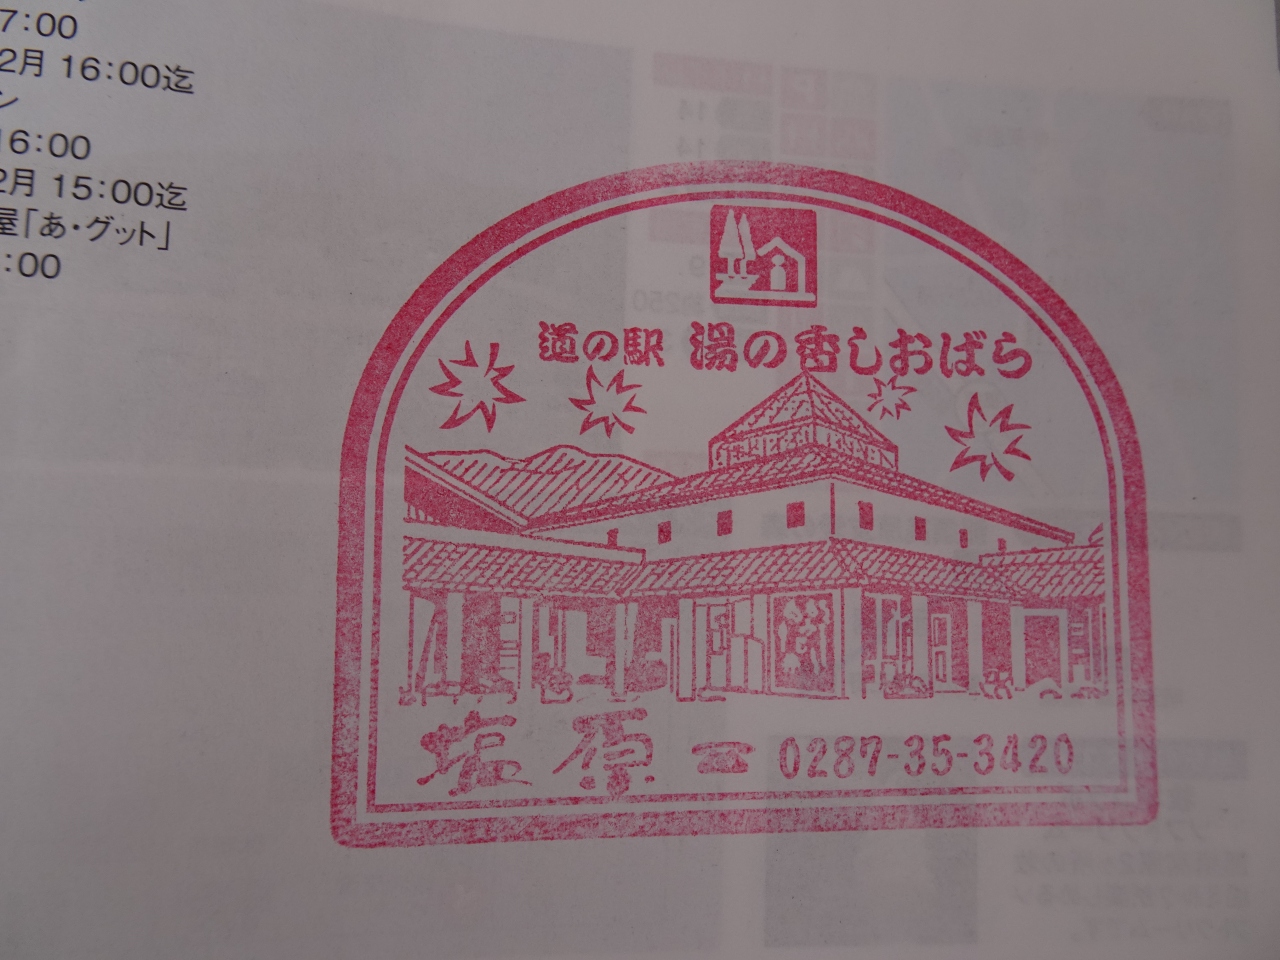 7:00
2月 16:00迄
ン
16:00
2月 15:00迄
屋「あ・グット」
:00
道の駅 湯の香しおばら
塩原 ☎ 0287-35-3420